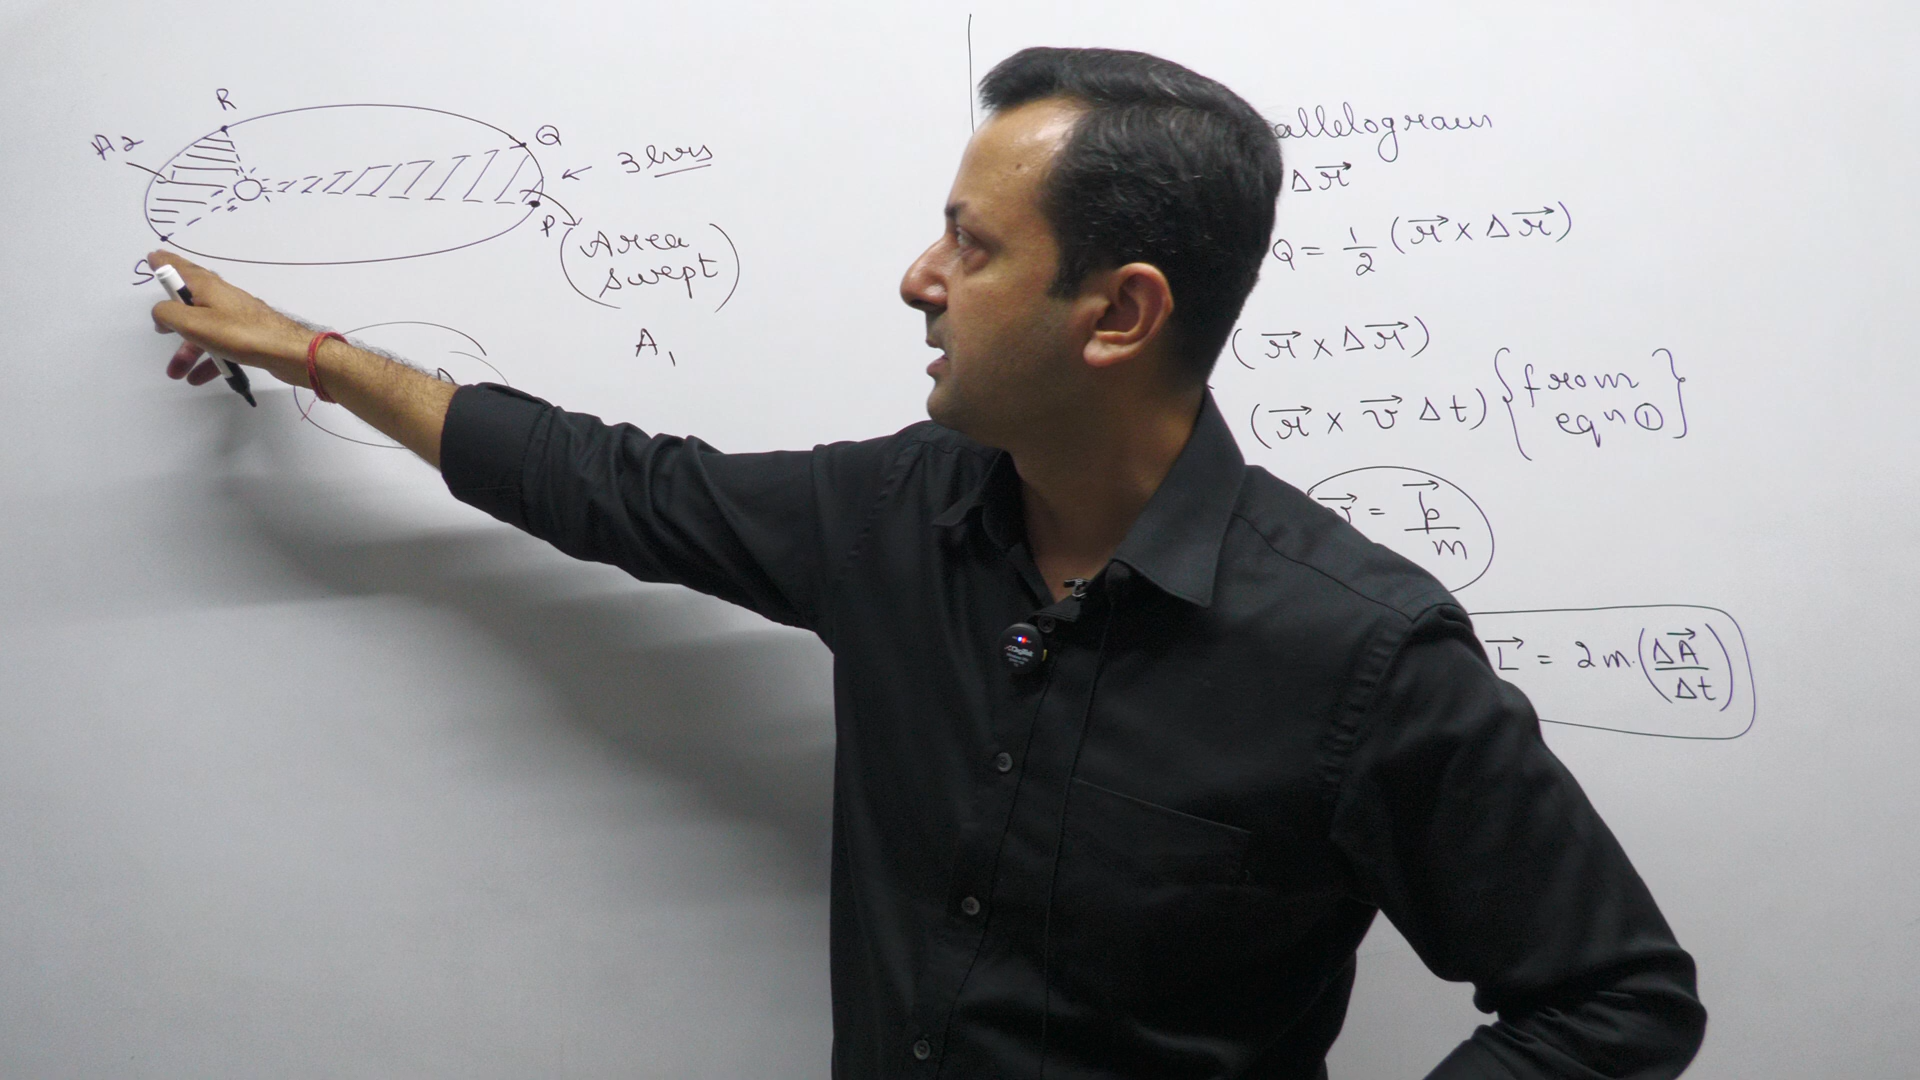 R
A2
Q
← 3 hrs
P
(Area
swept)
S
A₁
allelogram
Δr⃗
Q = 1/2 (r⃗ × Δr⃗)
(r⃗ × Δr⃗)
(r⃗ × v⃗ Δt) {from
eqn ①}
v⃗ = p⃗/m
L⃗ = 2m.(ΔA⃗/Δt)